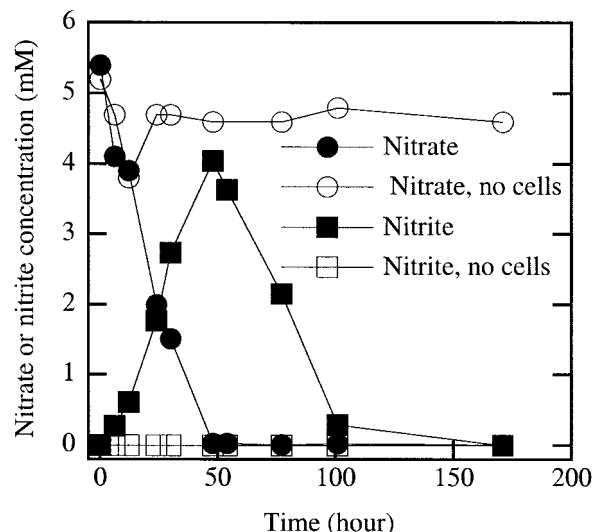 Nitrate or nitrite concentration (mM)
6
5
4
3
2
1
0
Nitrate
Nitrate, no cells
Nitrite
Nitrite, no cells
0 50 100 150 200
Time (hour)